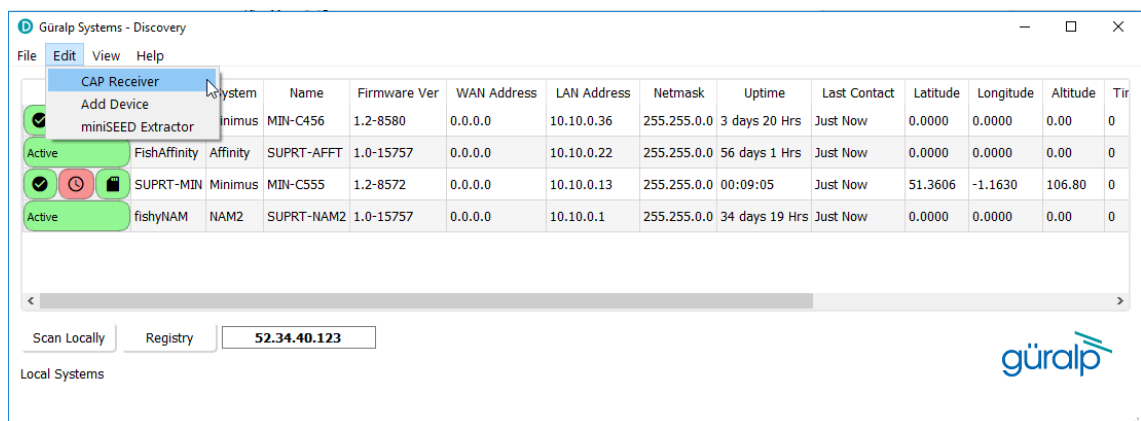 Güralp Systems - Discovery
File Edit View Help
CAP Receiver
Add Device
miniSEED Extractor
ystem Name Firmware Ver WAN Address LAN Address Netmask Uptime Last Contact Latitude Longitude Altitude Tir
inimus MIN-C456 1.2-8580 0.0.0.0 10.10.0.36 255.255.0.0 3 days 20 Hrs Just Now 0.0000 0.0000 0.00 0
Active FishAffinity Affinity SUPRT-AFFT 1.0-15757 0.0.0.0 10.10.0.22 255.255.0.0 56 days 1 Hrs Just Now 0.0000 0.0000 0.00 0
SUPRT-MIN Minimus MIN-C555 1.2-8572 0.0.0.0 10.10.0.13 255.255.0.0 00:09:05 Just Now 51.3606 -1.1630 106.80 0
Active fishyNAM NAM2 SUPRT-NAM2 1.0-15757 0.0.0.0 10.10.0.1 255.255.0.0 34 days 19 Hrs Just Now 0.0000 0.0000 0.00 0
Scan Locally Registry 52.34.40.123
güralp
Local Systems